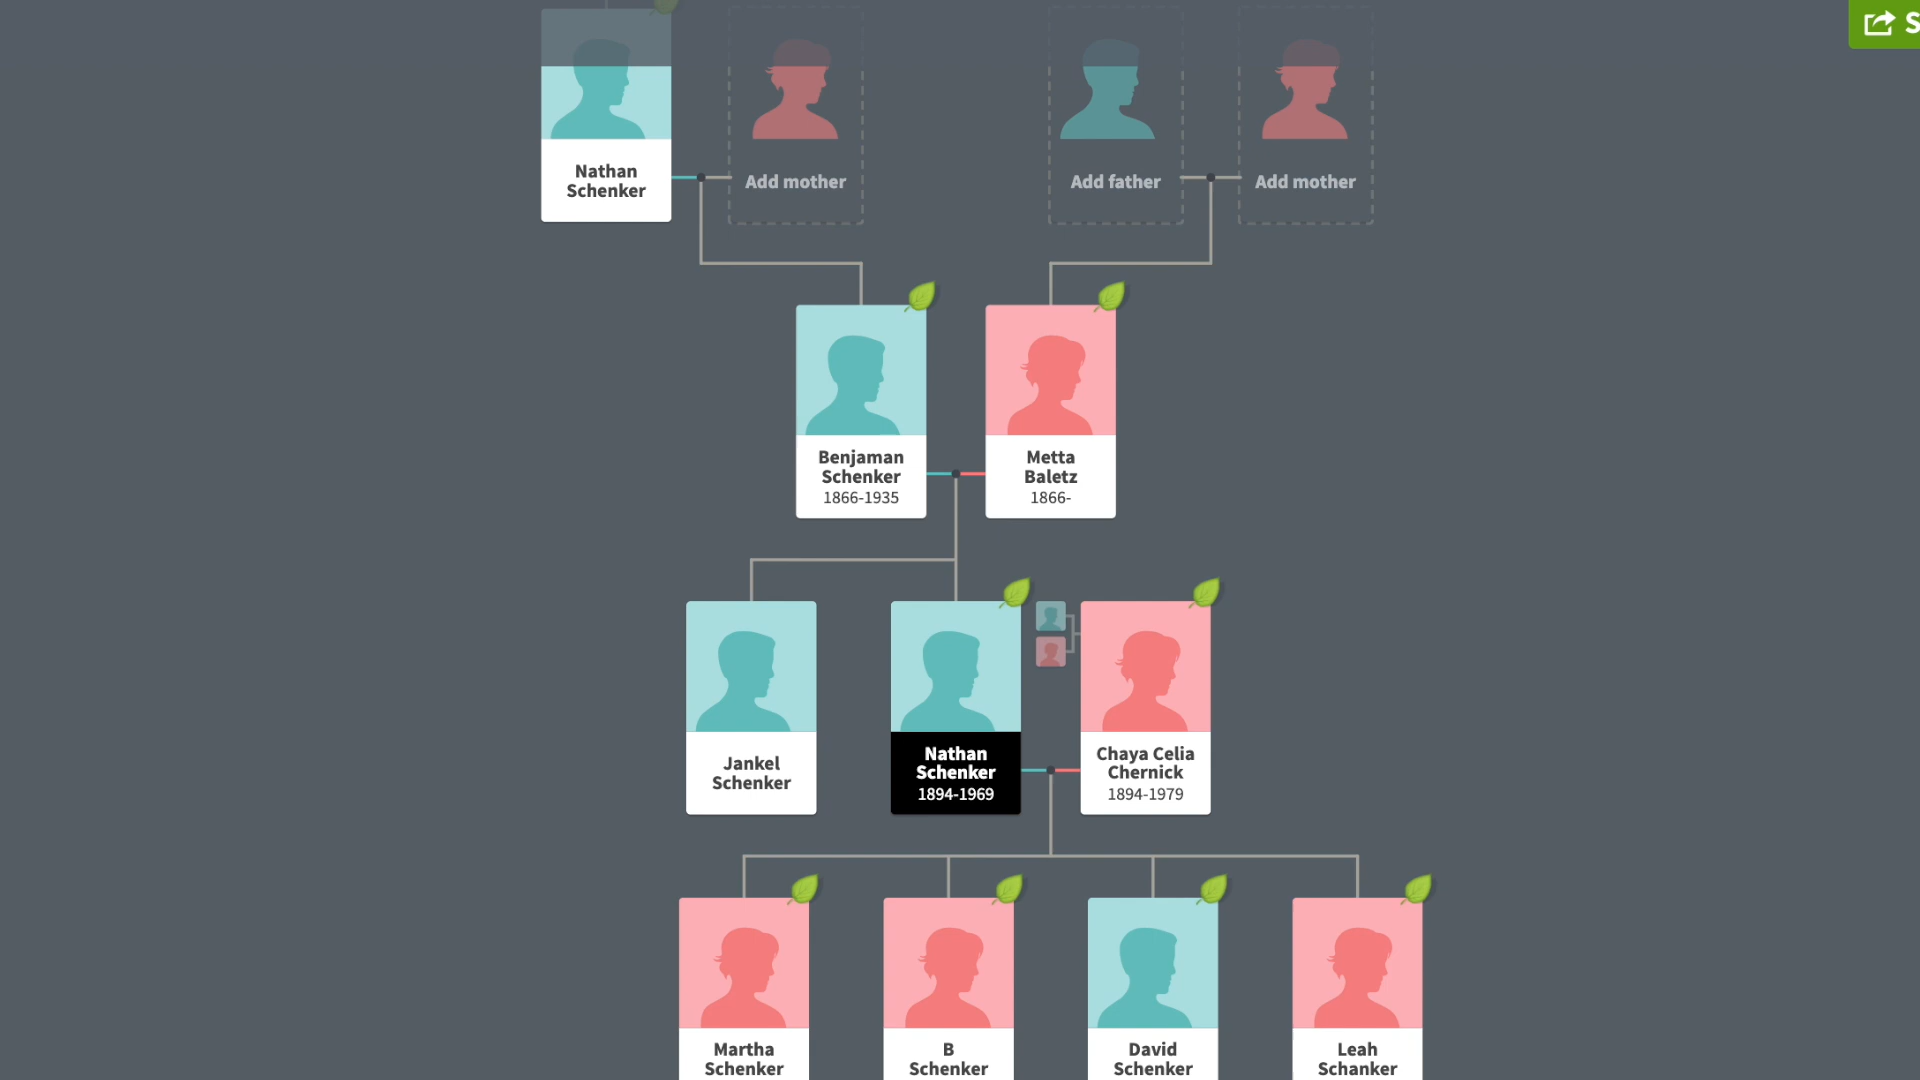 S
Nathan
Schenker
Add mother
Add father
Add mother
Benjaman
Schenker
1866-1935
Metta
Baletz
1866-
Jankel
Schenker
Nathan
Schenker
1894-1969
Chaya Celia
Chernick
1894-1979
Martha
Schenker
B
Schenker
David
Schenker
Leah
Schanker